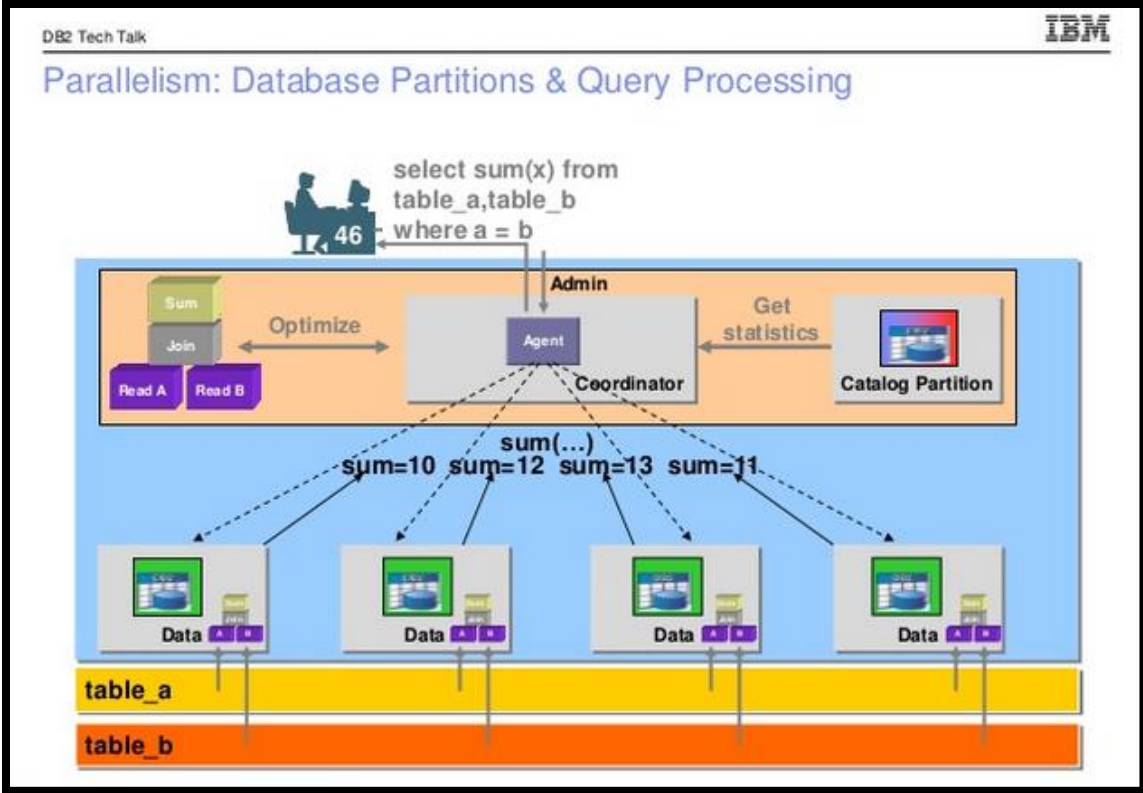 DB2 Tech Talk
IBM
Parallelism: Database Partitions & Query Processing
select sum(x) from
table_a,table_b
where a = b
46
Admin
Sum
Join
Read A
Read B
Optimize
Agent
Coordinator
Get
statistics
Catalog Partition
sum(...)
sum=10 sum=12 sum=13 sum=11
Data
A
B
Data
A
B
Data
A
B
Data
A
B
table_a
table_b